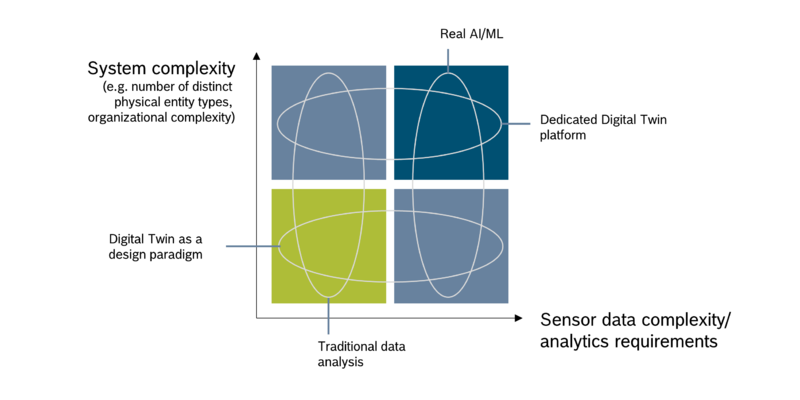 Real AI/ML
System complexity
(e.g. number of distinct
physical entity types,
organizational complexity)
Dedicated Digital Twin
platform
Digital Twin as a
design paradigm
Sensor data complexity/
analytics requirements
Traditional data
analysis